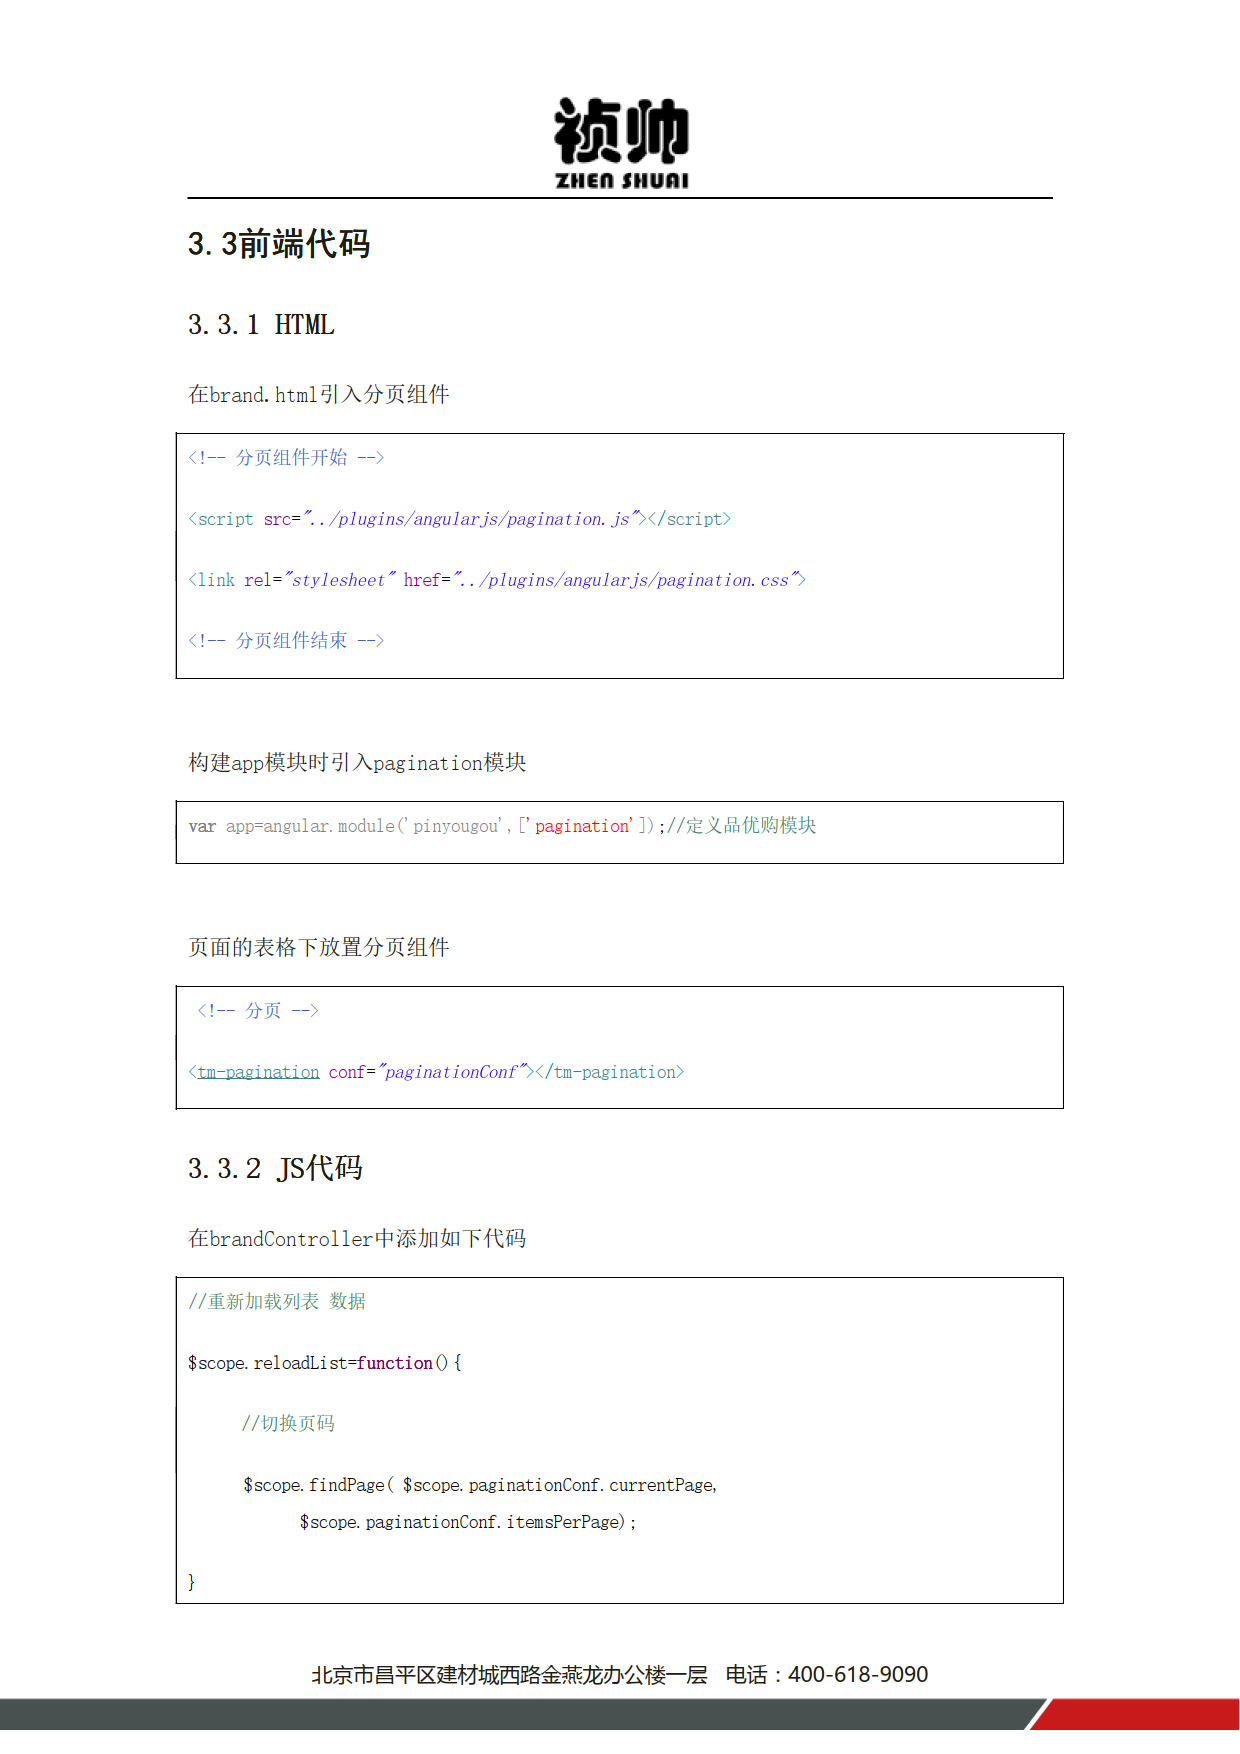 祯帅
ZHEN SHUAI
3.3前端代码
3.3.1 HTML
在brand.html引入分页组件
<!-- 分页组件开始 -->
<script src="../plugins/angularjs/pagination.js"></script>
<link rel="stylesheet" href="../plugins/angularjs/pagination.css">
<!-- 分页组件结束 -->
构建app模块时引入pagination模块
var app=angular.module('pinyougou',['pagination']);//定义品优购模块
页面的表格下放置分页组件
<!-- 分页 -->
<tm-pagination conf="paginationConf"></tm-pagination>
3.3.2 JS代码
在brandController中添加如下代码
//重新加载列表 数据
$scope.reloadList=function(){
//切换页码
$scope.findPage( $scope.paginationConf.currentPage,
$scope.paginationConf.itemsPerPage);
}
北京市昌平区建材城西路金燕龙办公楼一层 电话：400-618-9090